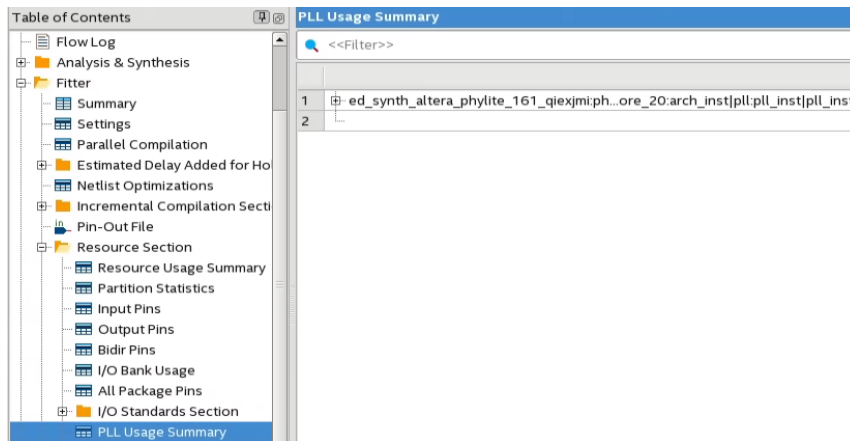 Table of Contents
Flow Log
Analysis & Synthesis
Fitter
Summary
Settings
Parallel Compilation
Estimated Delay Added for Ho
Netlist Optimizations
Incremental Compilation Secti
in Pin-Out File
Resource Section
Resource Usage Summary
Partition Statistics
Input Pins
Output Pins
Bidir Pins
I/O Bank Usage
All Package Pins
I/O Standards Section
PLL Usage Summary
PLL Usage Summary
<<Filter>>
1 ed_synth_altera_phylite_161_qiexjmi:ph...ore_20:arch_inst|pll:pll_inst|pll_ins
2